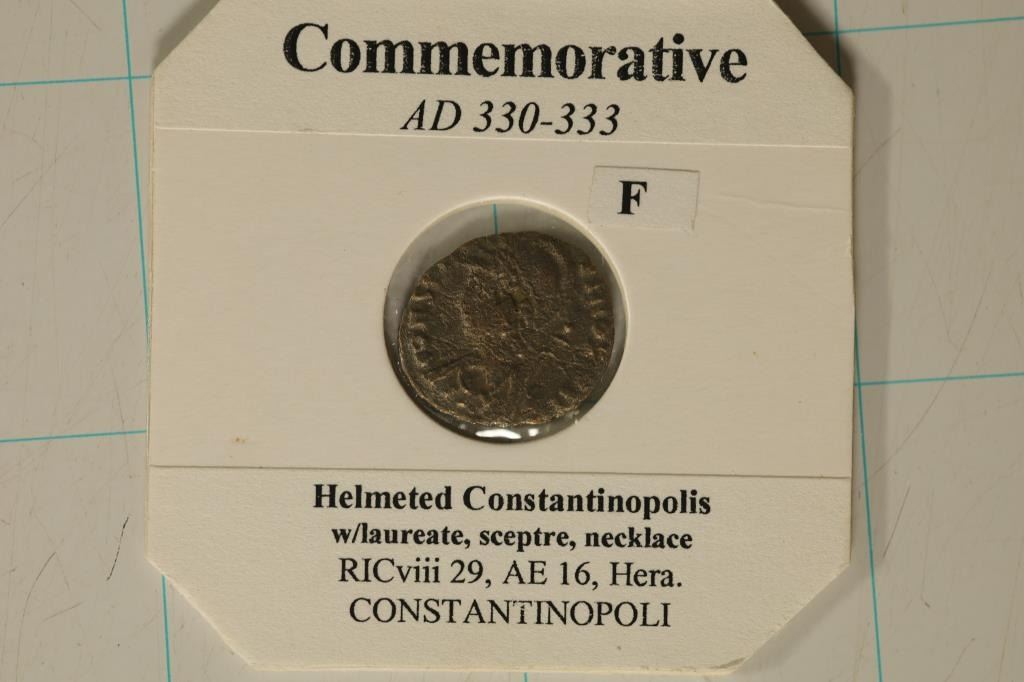 Commemorative
AD 330-333
F
Helmeted Constantinopolis
w/laureate, sceptre, necklace
RICviii 29, AE 16, Hera.
CONSTANTINOPOLI